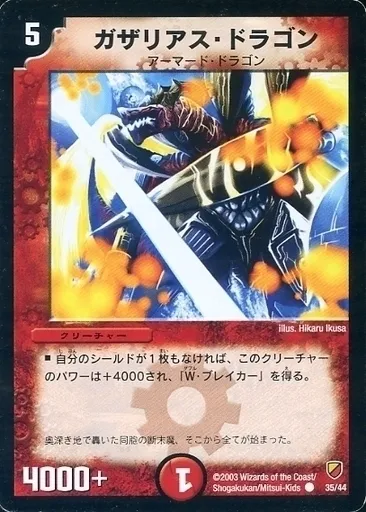 5
ガザリアス・ドラゴン
アーマード・ドラゴン
illus. Hikaru Ikusa
クリーチャー
■ 自分のシールドが1枚もなければ、このクリーチャー
のパワーは+4000され、「W・ブレイカー」を得る。
奥深き地で轟いた同胞の断末魔、そこから全てが始まった。
4000+
1
©2003 Wizards of the Coast/
Shogakukan/Mitsui-Kids
35/44